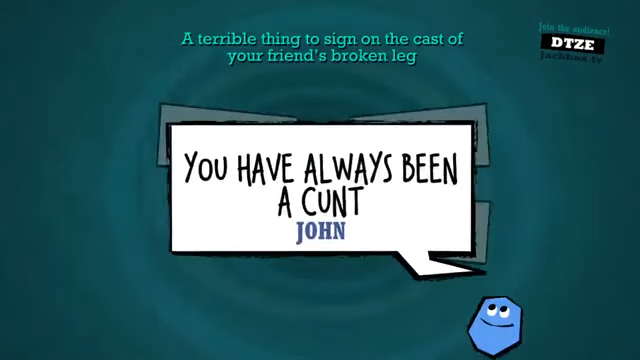 A terrible thing to sign on the cast of
your friend's broken leg
Join the audience!
DTZE
jackbox.tv
YOU HAVE ALWAYS BEEN
A CUNT
JOHN